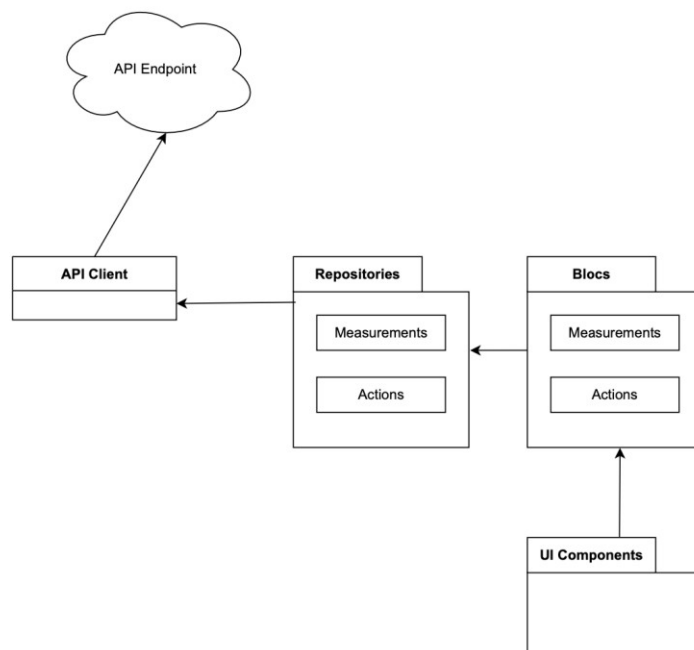 API Endpoint
API Client
Repositories
Measurements
Actions
Blocs
Measurements
Actions
UI Components